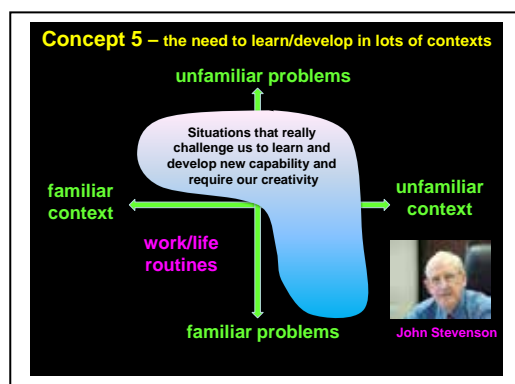 Concept 5 – the need to learn/develop in lots of contexts
unfamiliar problems
Situations that really
challenge us to learn and
develop new capability and
require our creativity
familiar
context
unfamiliar
context
work/life
routines
familiar problems
John Stevenson